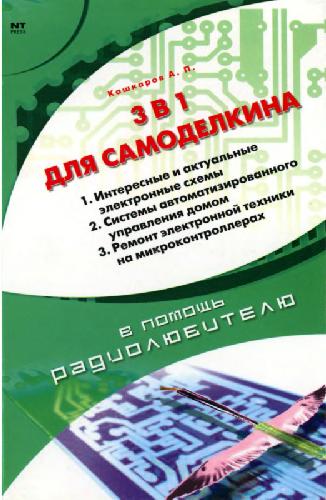 NT
PRESS
Кашкаров А. П.
3 В 1
ДЛЯ САМОДЕЛКИНА
1. Интересные и актуальные
электронные схемы
2. Системы автоматизированного
управления домом
3. Ремонт электронной техники
на микроконтроллерах
в помощь
радиолюбителю